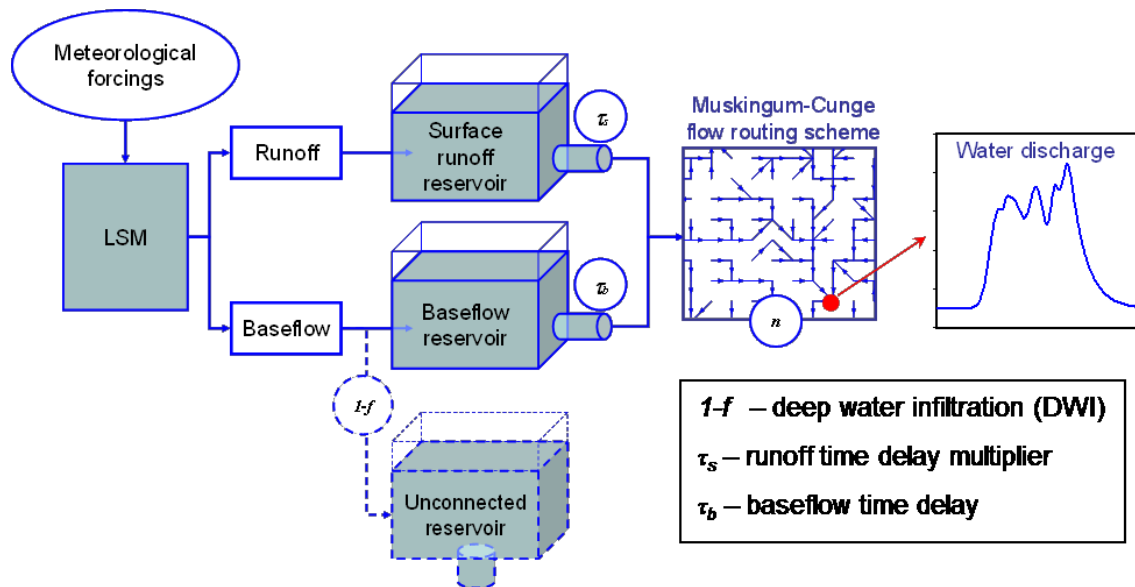 Meteorological
forcings
LSM
Runoff
Baseflow
Surface
runoff
reservoir
τs
Baseflow
reservoir
τb
1-f
Unconnected
reservoir
Muskingum-Cunge
flow routing scheme
n
Water discharge
1-f – deep water infiltration (DWI)
τs – runoff time delay multiplier
τb – baseflow time delay